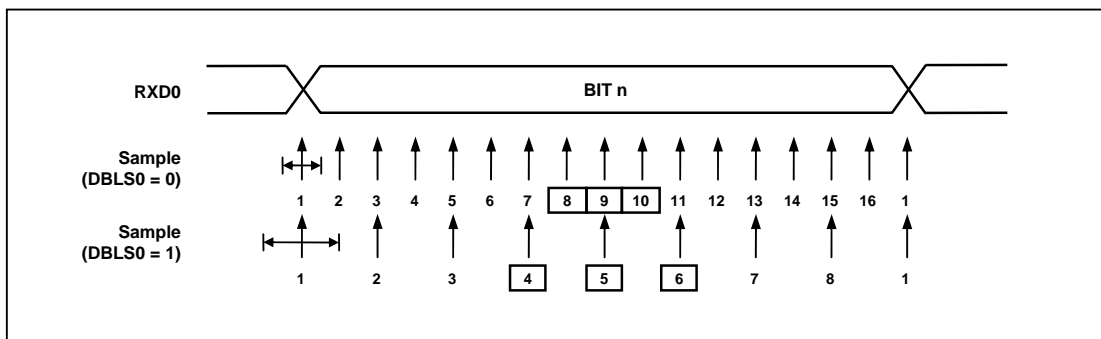 RXD0
BIT n
Sample
(DBLS0 = 0)
1 2 3 4 5 6 7 8 9 10 11 12 13 14 15 16 1
Sample
(DBLS0 = 1)
1 2 3 4 5 6 7 8 1